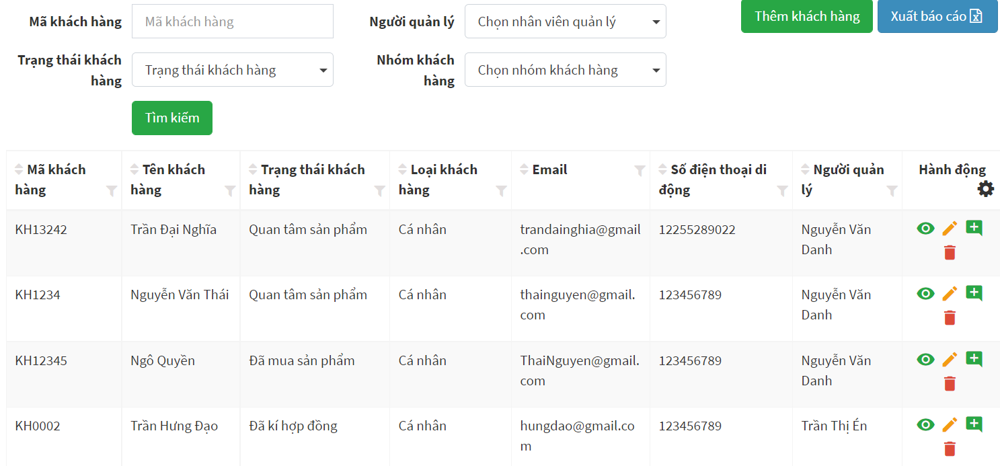 Mã khách hàng
Mã khách hàng
Người quản lý
Chọn nhân viên quản lý
Thêm khách hàng
Xuất báo cáo
Trạng thái khách
hàng
Trạng thái khách hàng
Nhóm khách
hàng
Chọn nhóm khách hàng
Tìm kiếm
Mã khách
hàng
Tên khách
hàng
Trạng thái khách
hàng
Loại khách
hàng
Email
Số điện thoại di
động
Người quản
lý
Hành động
KH13242
Trần Đại Nghĩa
Quan tâm sản phẩm
Cá nhân
trandainghia@gmail
.com
12255289022
Nguyễn Văn
Danh
KH1234
Nguyễn Văn Thái
Quan tâm sản phẩm
Cá nhân
thainguyen@gmail.
com
123456789
Nguyễn Văn
Danh
KH12345
Ngô Quyền
Đã mua sản phẩm
Cá nhân
ThaiNguyen@gmail.
com
123456789
Nguyễn Văn
Danh
KH0002
Trần Hưng Đạo
Đã kí hợp đồng
Cá nhân
hungdao@gmail.co
m
123456789
Trần Thị Én